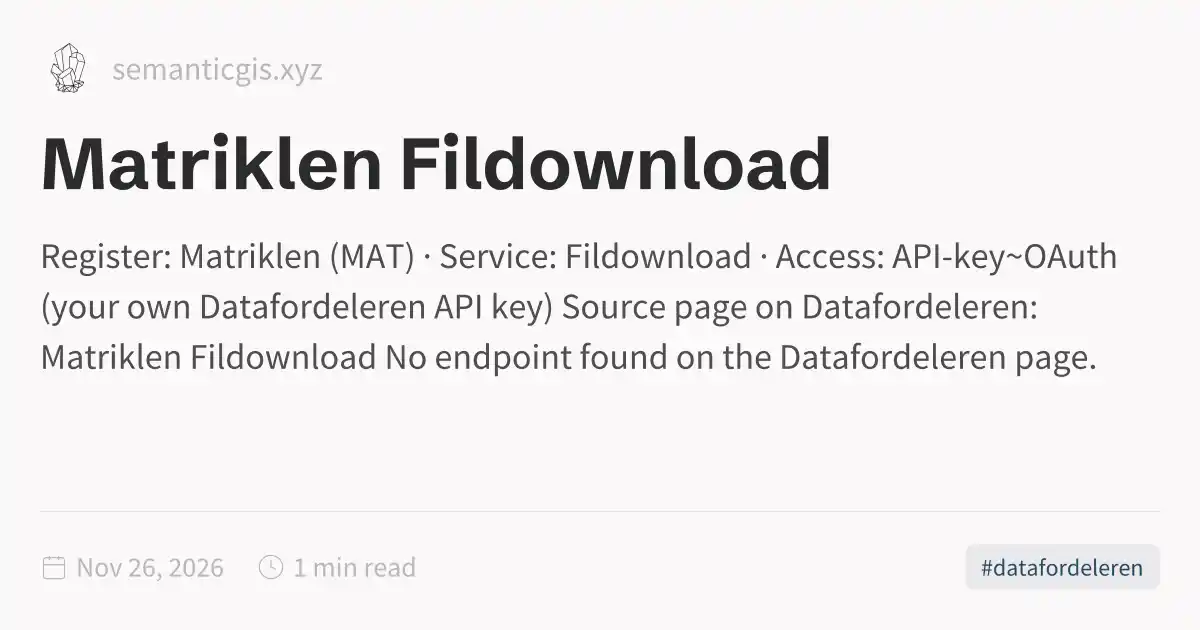 semanticgis.xyz
Matriklen Fildownload
Register: Matriklen (MAT) · Service: Fildownload · Access: API-key~OAuth
(your own Datafordeleren API key) Source page on Datafordeleren:
Matriklen Fildownload No endpoint found on the Datafordeleren page.
Nov 26, 2026 1 min read #datafordeleren